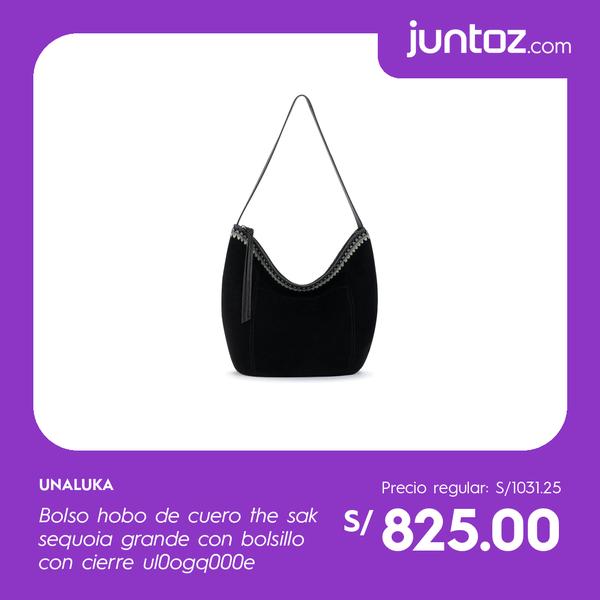 juntoz.com
UNALUKA
Bolso hobo de cuero the sak
sequoia grande con bolsillo
con cierre ul0ogq000e
Precio regular: S/1031.25
S/ 825.00